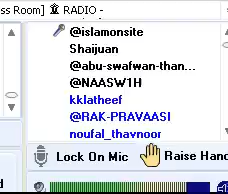 ss Room] RADIO -
@islamonsite
Shaijuan
@abu-swafwan-than...
@NAASW1H
kklatheef
@RAK-PRAVAASI
noufal_thavnoor
Lock On Mic Raise Hand